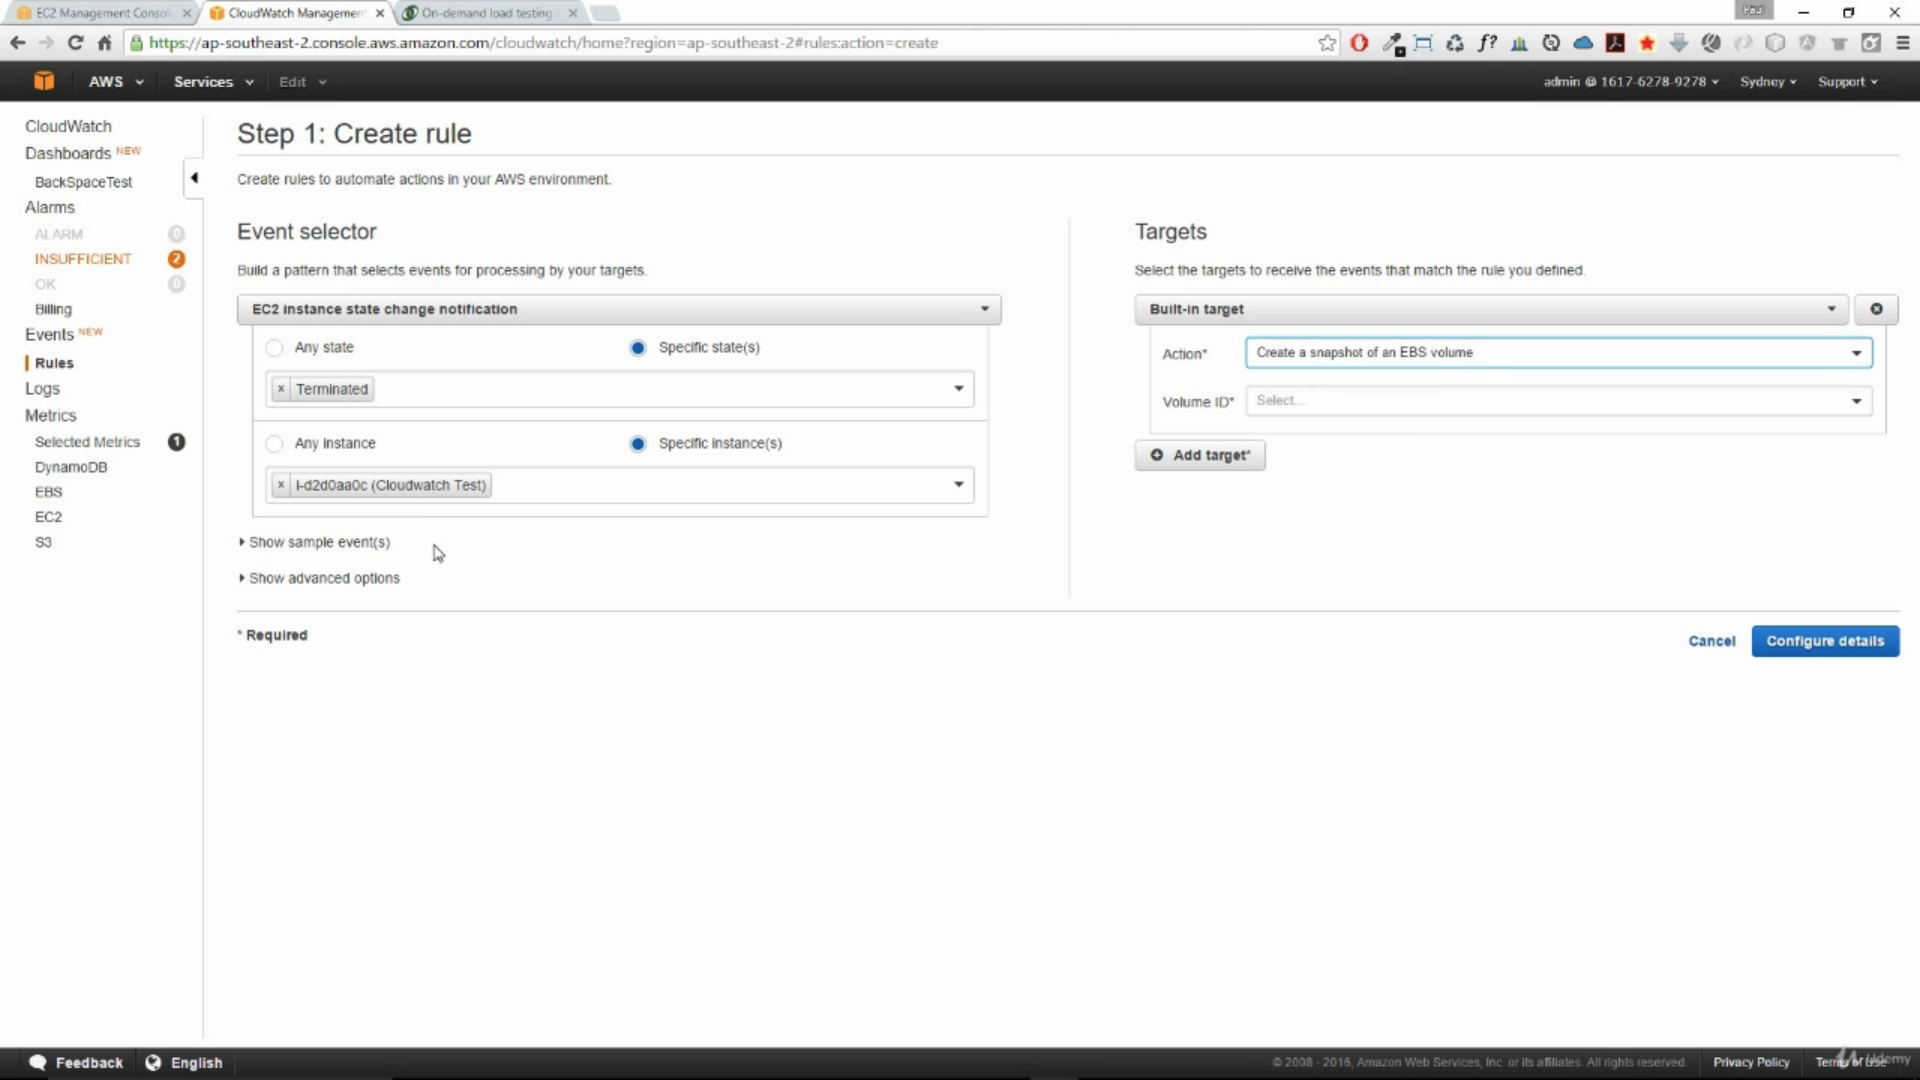 EC2 Management Consol
CloudWatch Management
On-demand load testing
Paul
https://ap-southeast-2.console.aws.amazon.com/cloudwatch/home?region=ap-southeast-2#rules:action=create
f?
AWS
Services
Edit
admin @ 1617-6278-9278
Sydney
Support
CloudWatch
Dashboards NEW
BackSpaceTest
Alarms
ALARM 0
INSUFFICIENT 2
OK 0
Billing
Events NEW
Rules
Logs
Metrics
Selected Metrics 1
DynamoDB
EBS
EC2
S3
Step 1: Create rule
Create rules to automate actions in your AWS environment.
Event selector
Build a pattern that selects events for processing by your targets.
EC2 instance state change notification
Any state
Specific state(s)
x Terminated
Any instance
Specific instance(s)
x i-d2d0aa0c (Cloudwatch Test)
Show sample event(s)
Show advanced options
* Required
Targets
Select the targets to receive the events that match the rule you defined.
Built-in target
Action* Create a snapshot of an EBS volume
Volume ID* Select...
Add target*
Cancel
Configure details
Feedback
English
© 2008 - 2016, Amazon Web Services, Inc. or its affiliates. All rights reserved.
Privacy Policy
Terms of Use
Udemy